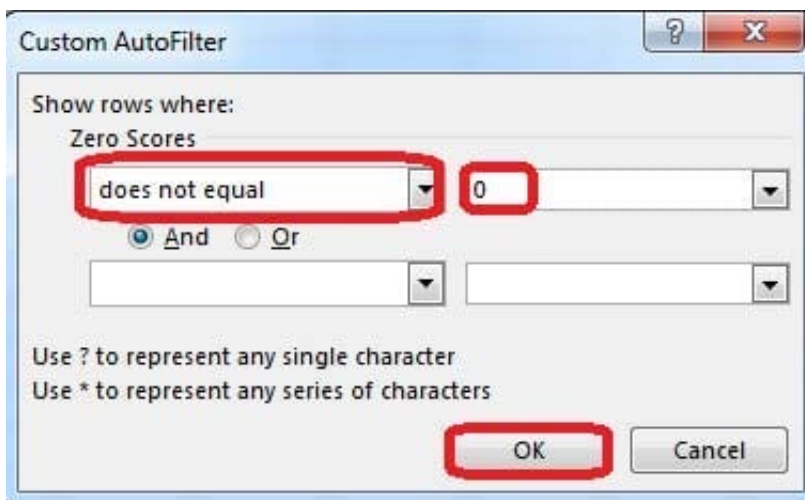 Custom AutoFilter
Show rows where:
Zero Scores
does not equal 0
And Or
Use ? to represent any single character
Use * to represent any series of characters
OK Cancel